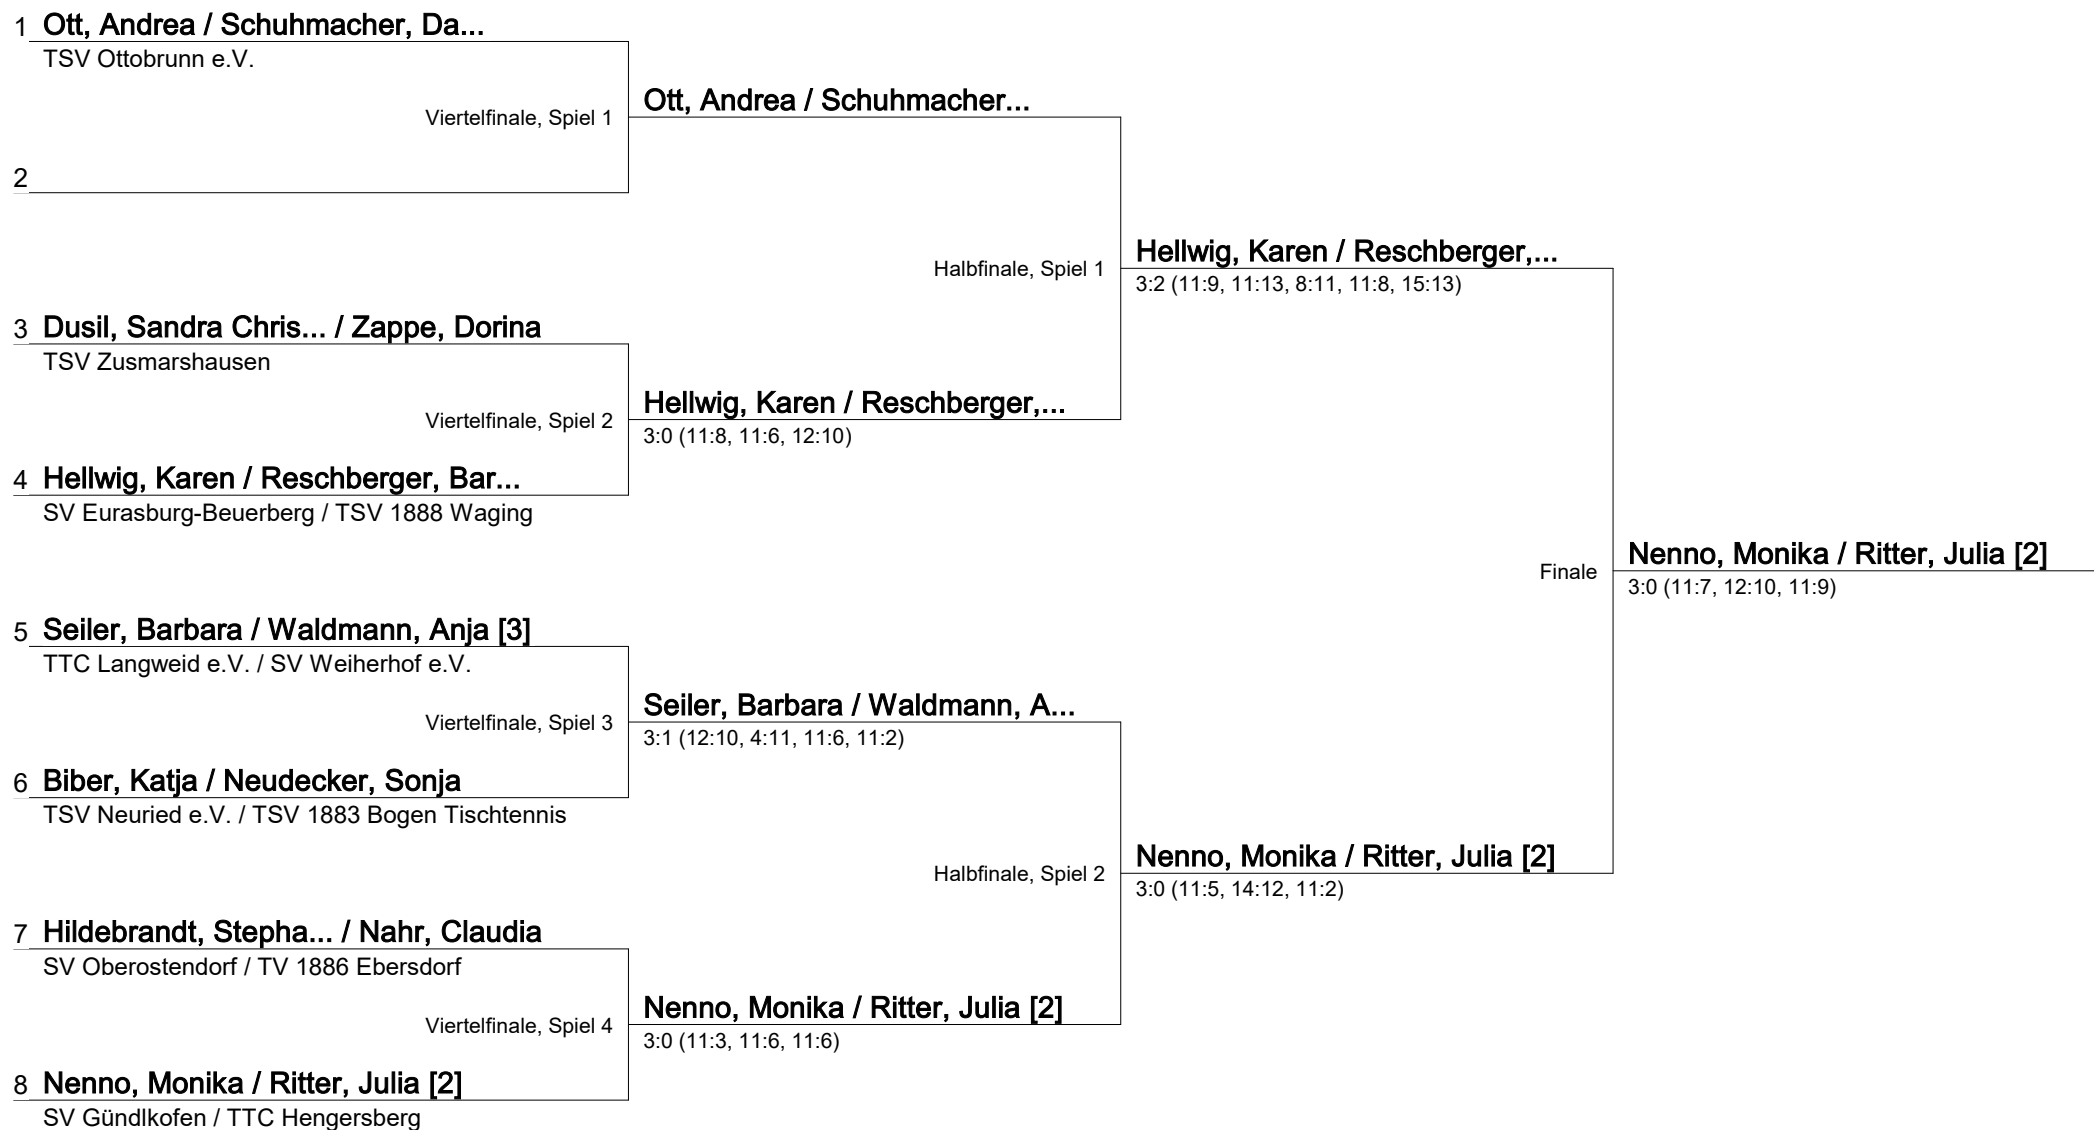 1 Ott, Andrea / Schuhmacher, Da...
TSV Ottobrunn e.V.
Viertelfinale, Spiel 1
Ott, Andrea / Schuhmacher...
2
Halbfinale, Spiel 1
Hellwig, Karen / Reschberger,...
3:2 (11:9, 11:13, 8:11, 11:8, 15:13)
3 Dusil, Sandra Chris... / Zappe, Dorina
TSV Zusmarshausen
Viertelfinale, Spiel 2
Hellwig, Karen / Reschberger,...
3:0 (11:8, 11:6, 12:10)
4 Hellwig, Karen / Reschberger, Bar...
SV Eurasburg-Beuerberg / TSV 1888 Waging
Finale
Nenno, Monika / Ritter, Julia [2]
3:0 (11:7, 12:10, 11:9)
5 Seiler, Barbara / Waldmann, Anja [3]
TTC Langweid e.V. / SV Weiherhof e.V.
Viertelfinale, Spiel 3
Seiler, Barbara / Waldmann, A...
3:1 (12:10, 4:11, 11:6, 11:2)
6 Biber, Katja / Neudecker, Sonja
TSV Neuried e.V. / TSV 1883 Bogen Tischtennis
Halbfinale, Spiel 2
Nenno, Monika / Ritter, Julia [2]
3:0 (11:5, 14:12, 11:2)
7 Hildebrandt, Stepha... / Nahr, Claudia
SV Oberostendorf / TV 1886 Ebersdorf
Viertelfinale, Spiel 4
Nenno, Monika / Ritter, Julia [2]
3:0 (11:3, 11:6, 11:6)
8 Nenno, Monika / Ritter, Julia [2]
SV Gündlkofen / TTC Hengersberg